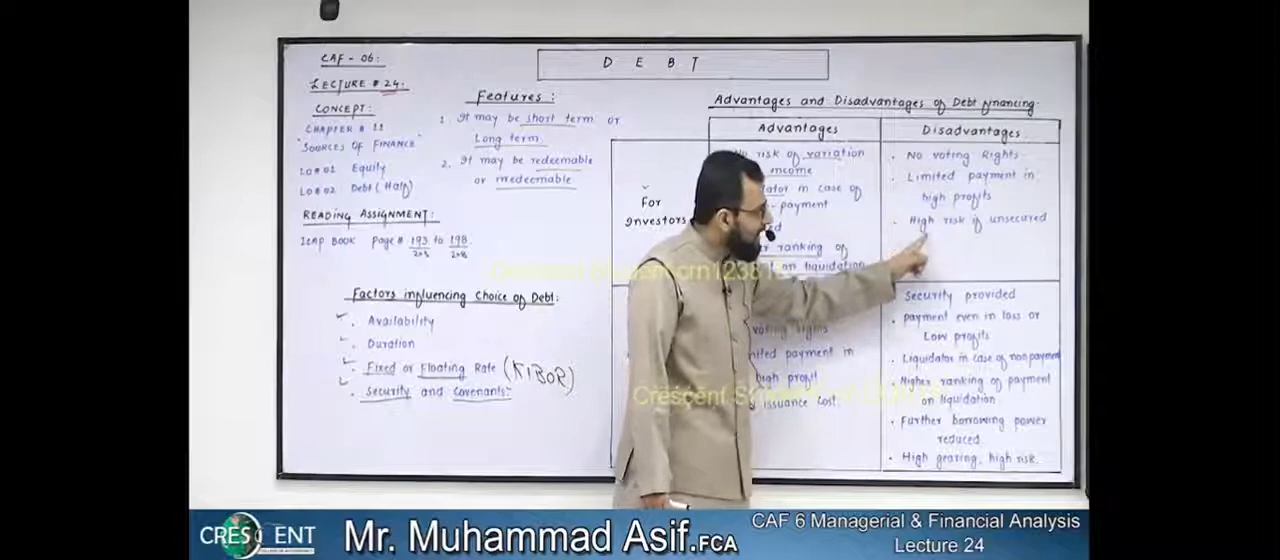 CAF - 06:
LECTURE # 24:
CONCEPT:
CHAPTER # 11
"SOURCES OF FINANCE"
LO # 01 Equity
LO # 02 Debt (Half)
READING ASSIGNMENT:
ICAP BOOK Page # 193 to 198
208 208
DEBT
Features:
1. It may be short term or
Long term.
2. It may be redeemable
or irredeemable
Factors influencing Choice of Debt:
Availability
Duration
Fixed or Floating Rate (KIBOR)
Security and Covenants:
Advantages and Disadvantages of Debt financing:
Advantages
Disadvantages
For
Investors
No risk of variation
income
in case of
payment
ranking of
on liquidation
• No voting Rights
• Limited payment in
high profits
• High risk if unsecured
voting rights
payment in
high profit
issuance cost.
Security provided
• payment even in loss or
Low profits
• Liquidator in case of non payment
• Higher ranking of payment
on liquidation.
• Further borrowing power
reduced.
• High gearing, high risk.
CRESCENT
Mr. Muhammad Asif.FCA
CAF 6 Managerial & Financial Analysis
Lecture 24